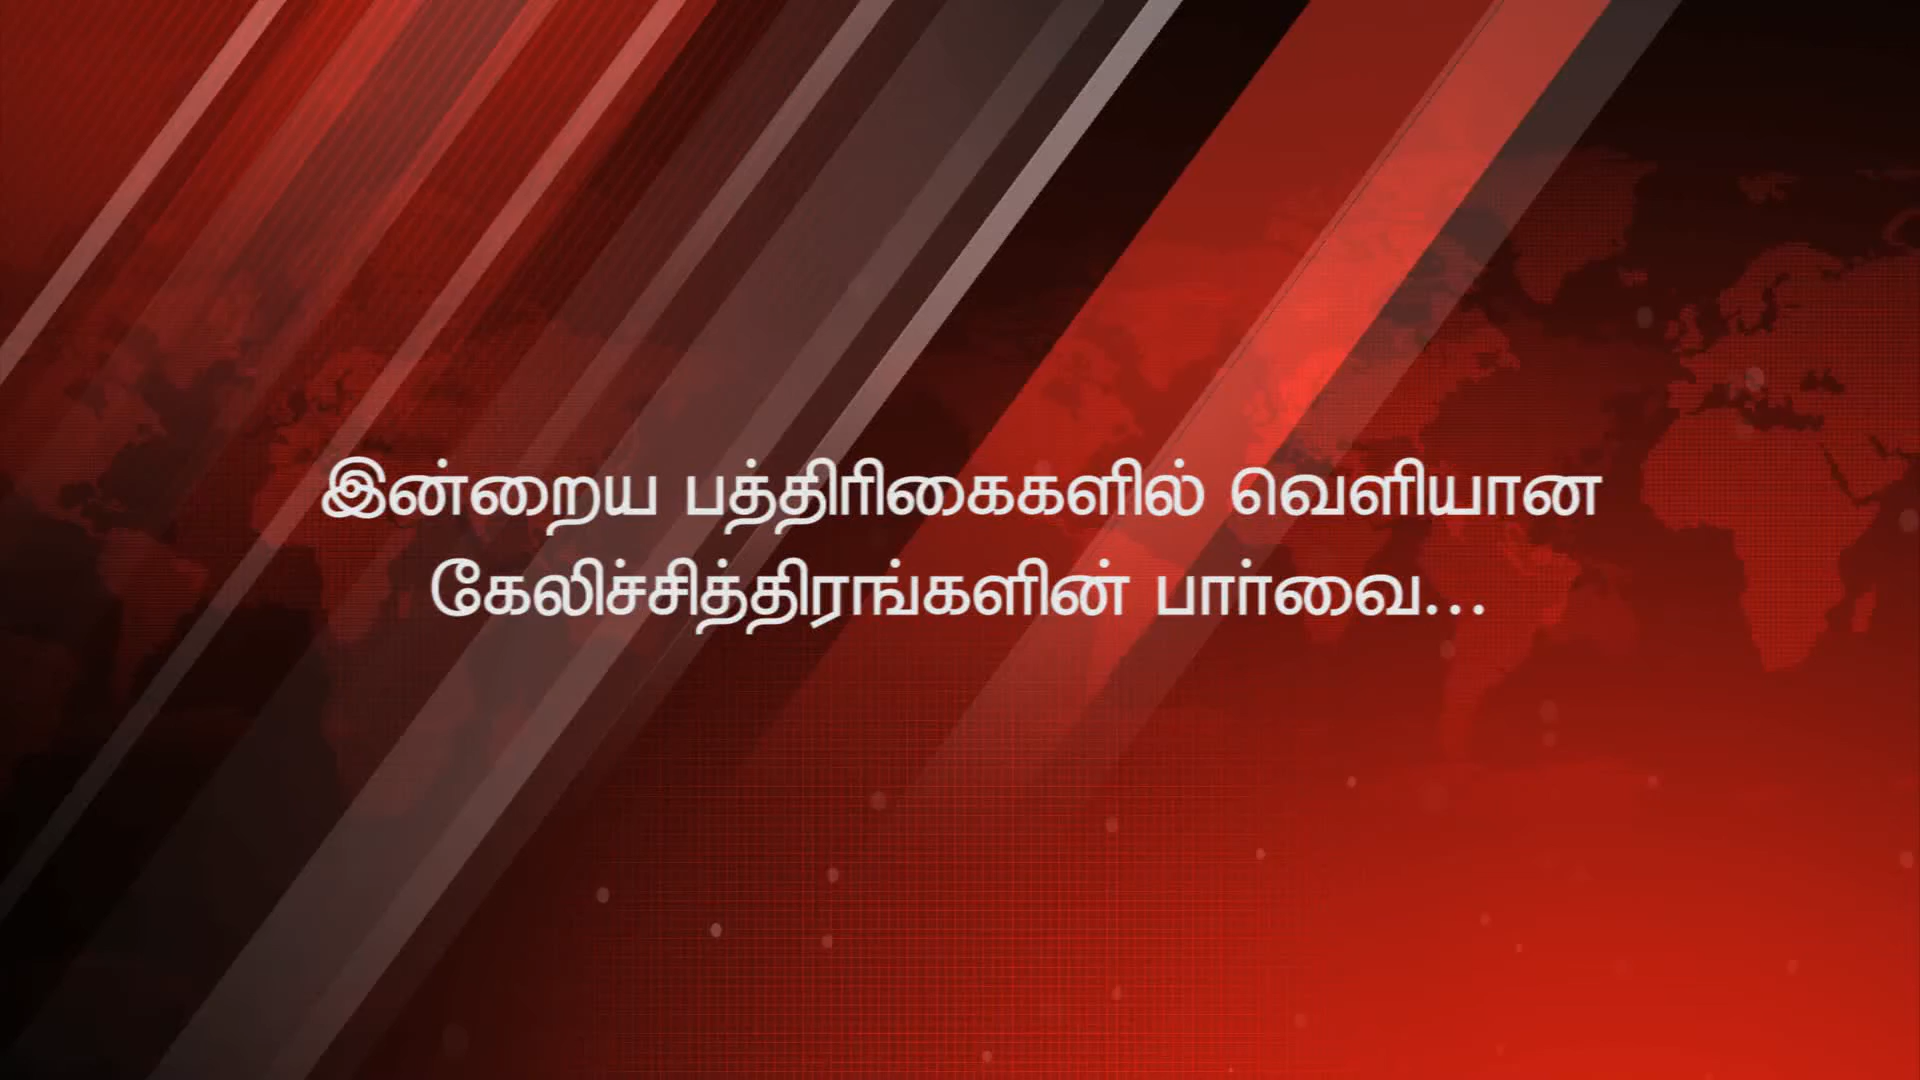 இன்றைய பத்திரிகைகளில் வெளியான
கேலிச்சித்திரங்களின் பார்வை...